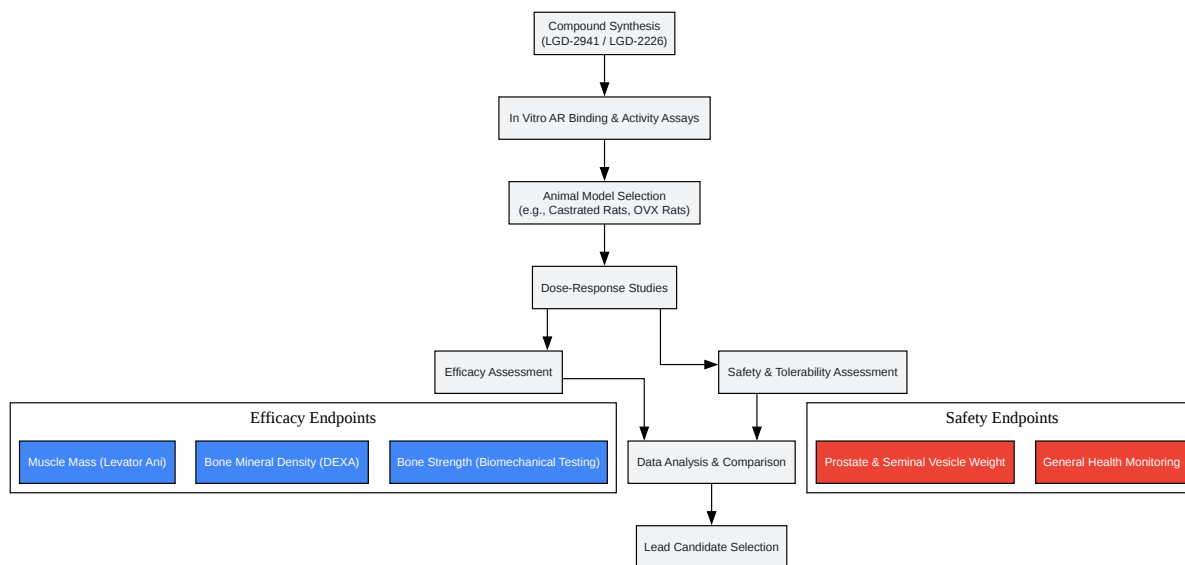 Compound Synthesis
(LGD-2941 / LGD-2226)
In Vitro AR Binding & Activity Assays
Animal Model Selection
(e.g., Castrated Rats, OVX Rats)
Dose-Response Studies
Efficacy Assessment
Safety & Tolerability Assessment
Efficacy Endpoints
Muscle Mass (Levator Ani)
Bone Mineral Density (DEXA)
Bone Strength (Biomechanical Testing)
Data Analysis & Comparison
Safety Endpoints
Prostate & Seminal Vesicle Weight
General Health Monitoring
Lead Candidate Selection